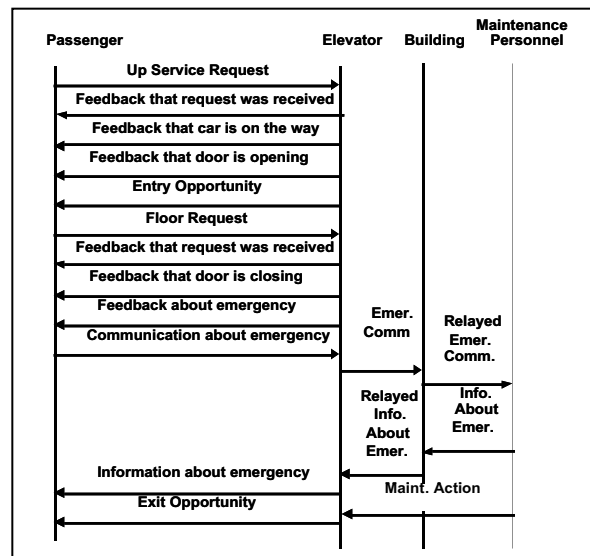 Maintenance
Passenger Elevator Building Personnel
Up Service Request
Feedback that request was received
Feedback that car is on the way
Feedback that door is opening
Entry Opportunity
Floor Request
Feedback that request was received
Feedback that door is closing
Feedback about emergency
Communication about emergency
Emer.
Comm
Relayed
Emer.
Comm.
Info.
About
Emer.
Relayed
Info.
About
Emer.
Information about emergency
Maint. Action
Exit Opportunity